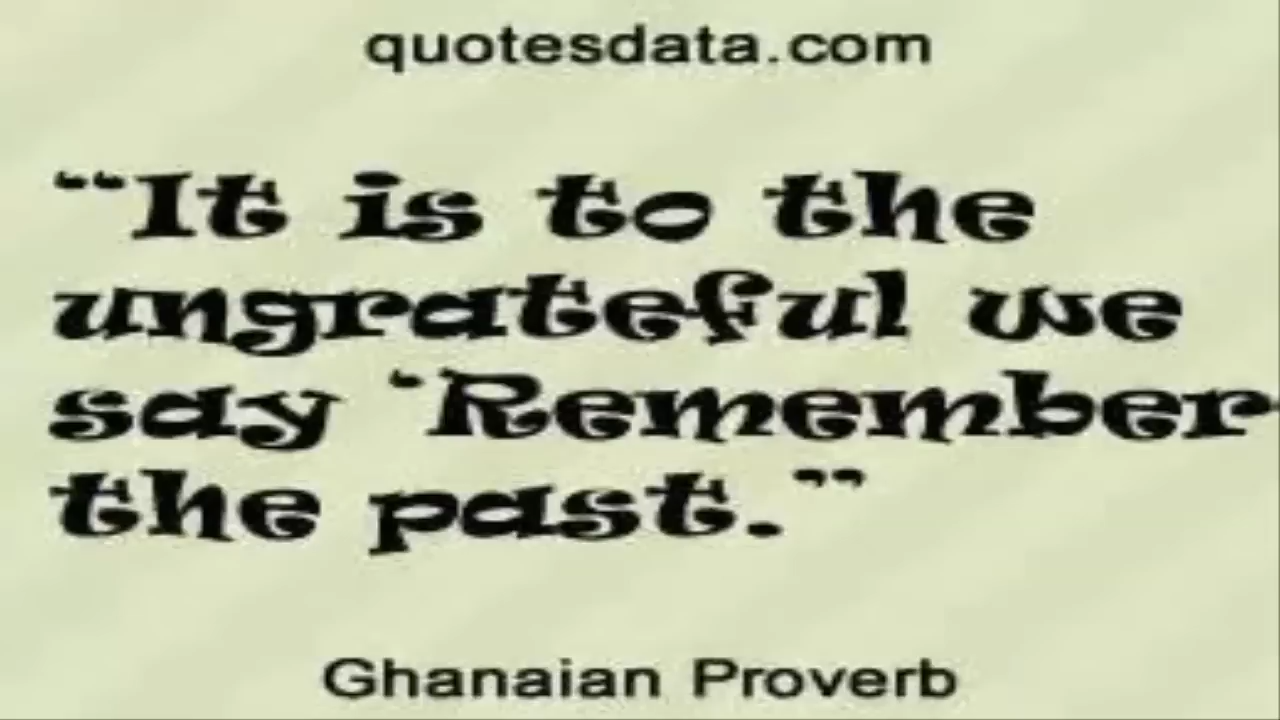 quotesdata.com
“It is to the
ungrateful we
say ‘Remember
the past.”
Ghanaian Proverb